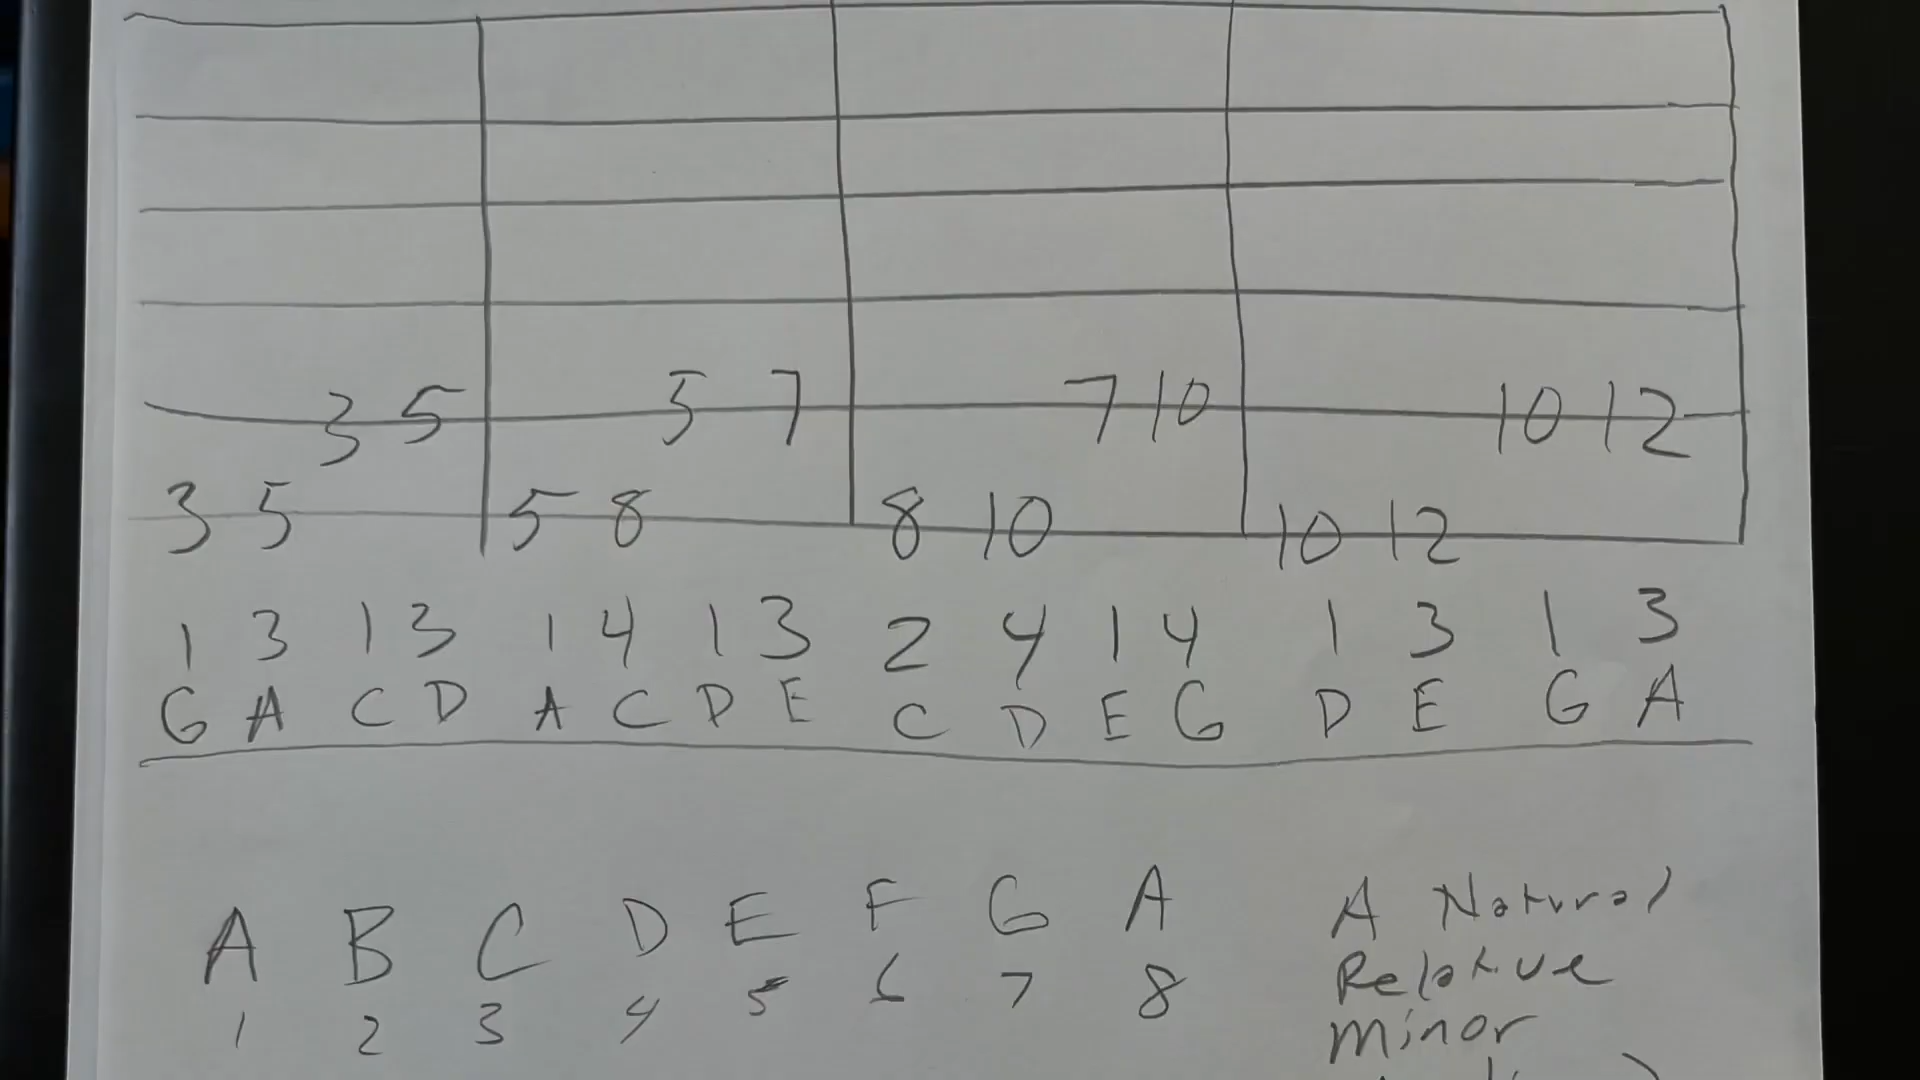 3 5 5 7 7 10 10 12
3 5 5 8 8 10 10 12
1 3 1 3 1 4 1 3 2 4 1 4 1 3 1 3
G A C D A C D E C D E G D E G A
A B C D E F G A
1 2 3 4 5 6 7 8
A Natural
Relative
Minor